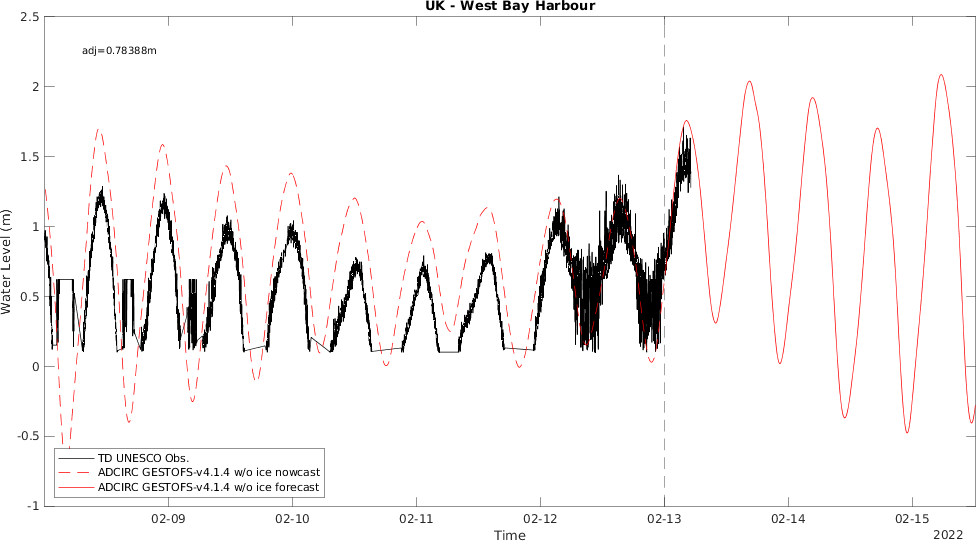 UK - West Bay Harbour
adj=0.78388m
2.5
2
1.5
1
0.5
0
-0.5
-1
Water Level (m)
TD UNESCO Obs.
ADCIRC GESTOFS-v4.1.4 w/o ice nowcast
ADCIRC GESTOFS-v4.1.4 w/o ice forecast
02-09 02-10 02-11 02-12 02-13 02-14 02-15
Time
2022